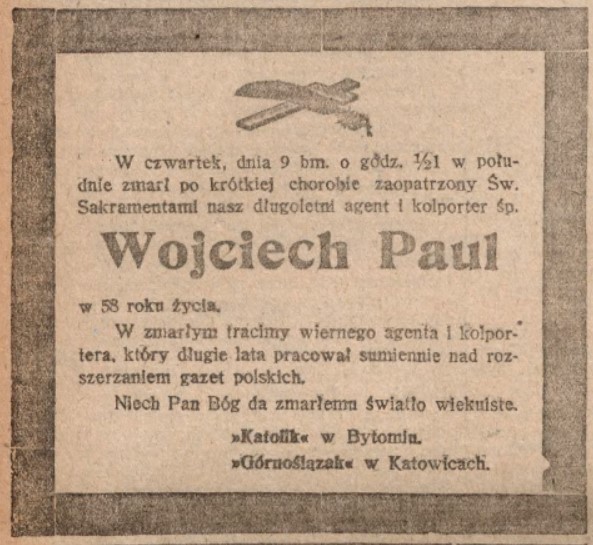 W czwartek, dnia 9 bm. o godz. ½1 w połu-
dnie zmarł po krótkiej chorobie zaopatrzony Św.
Sakramentami nasz długoletni agent i kolporter śp.
Wojciech Paul
w 58 roku życia.
W zmarłym tracimy wiernego agenta i kolpor-
tera, który długie lata pracował sumiennie nad roz-
szerzaniem gazet polskich.
Niech Pan Bóg da zmarłemu światło wiekuiste.
»Katolik« w Bytomiu.
»Górnoślązak« w Katowicach.